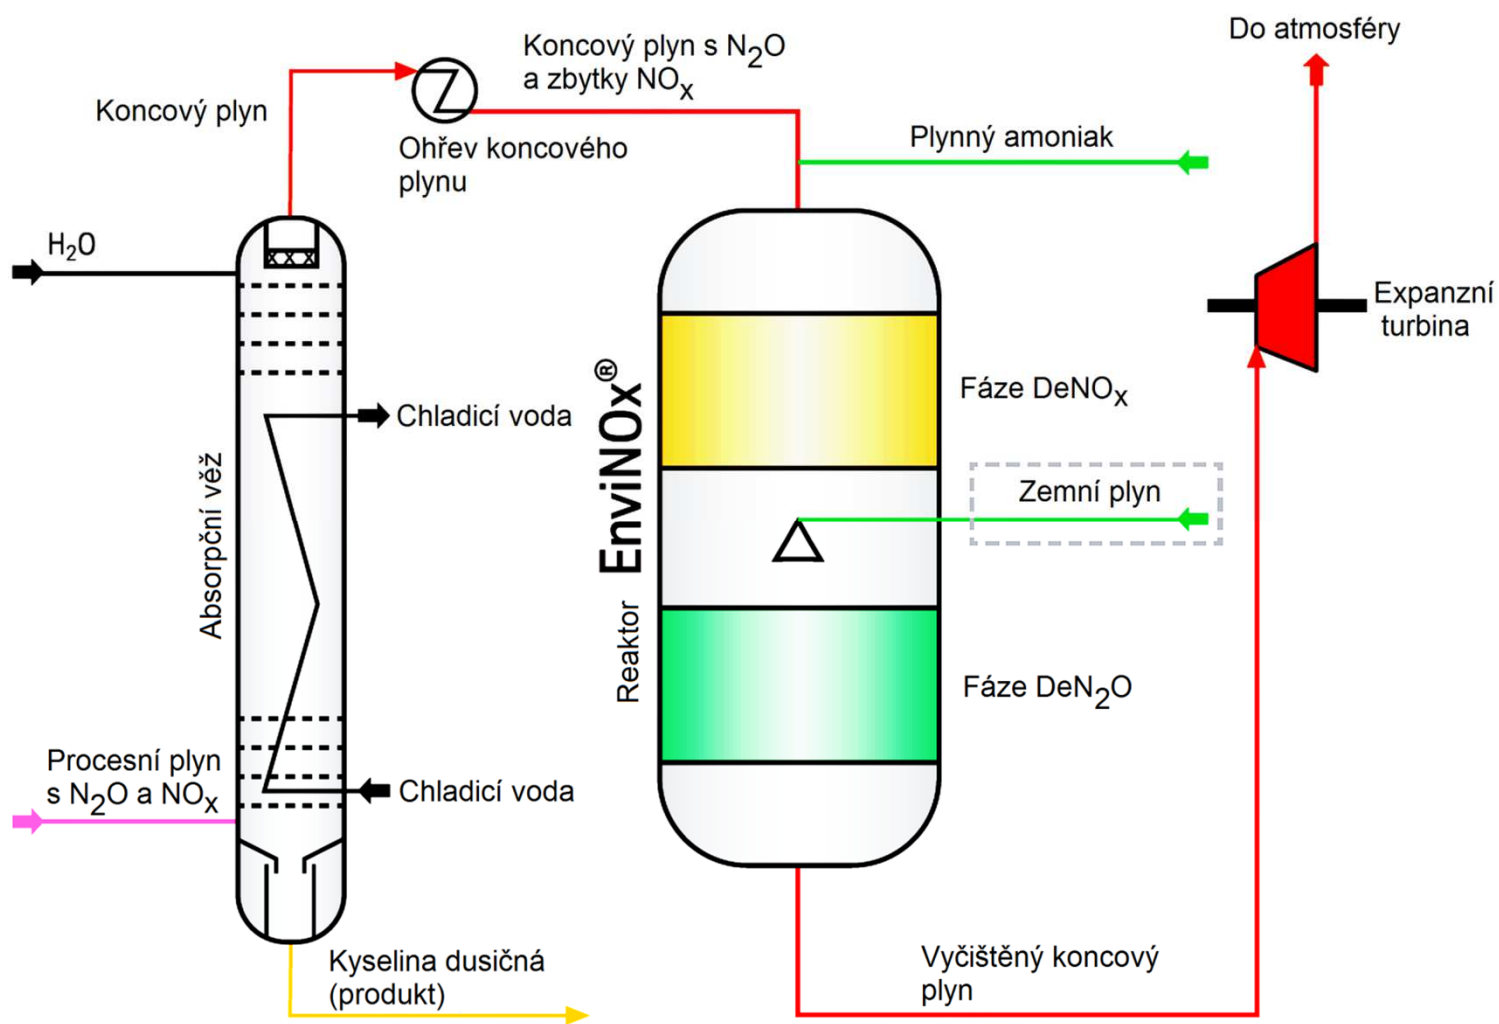 Do atmosféry
Koncový plyn s N₂O
a zbytky NOₓ
Koncový plyn
Ohřev koncového
plynu
Plynný amoniak
H₂O
Expanzní
turbina
Fáze DeNOₓ
Chladicí voda
Absorpční věž
Reaktor EnviNOx®
Zemní plyn
Fáze DeN₂O
Procesní plyn
s N₂O a NOₓ
Chladicí voda
Kyselina dusičná
(produkt)
Vyčištěný koncový
plyn